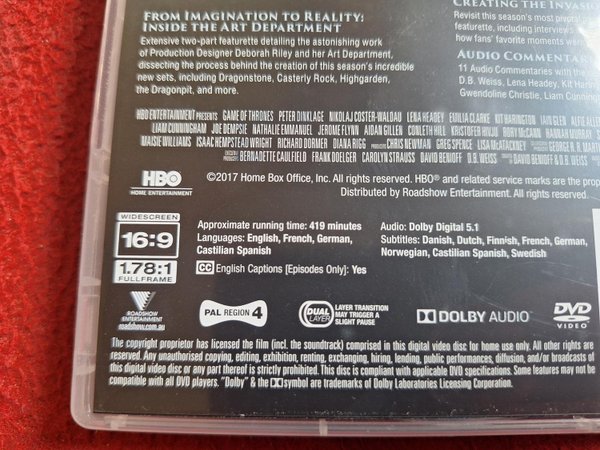 FROM IMAGINATION TO REALITY:
INSIDE THE ART DEPARTMENT
Extensive two-part featurette detailing the astonishing work
of Production Designer Deborah Riley and her Art Department,
dissecting the process behind the creation of this season's incredible
new sets, including Dragonstone, Casterly Rock, Highgarden,
the Dragonpit, and more.
CREATING THE INVASIO
Revisit this season's most pivotal
featurette, including interviews
how fans' favorite moments were
AUDIO COMMENTAR
11 Audio Commentaries with the
D.B. Weiss, Lena Headey, Kit Haring
Gwendoline Christie, Liam Cunning
HBO ENTERTAINMENT PRESENTS GAME OF THRONES PETER DINKLAGE NIKOLAJ COSTER-WALDAU LENA HEADEY EMILIA CLARKE KIT HARINGTON IAIN GLEN ALFIE ALLE
LIAM CUNNINGHAM JOE DEMPSIE NATHALIE EMMANUEL JEROME FLYNN AIDAN GILLEN CONLETH HILL KRISTOFER HIVJU RORY McCANN HANNAH MURRAY
MAISIE WILLIAMS ISAAC HEMPSTEAD WRIGHT RICHARD DORMER DIANA RIGG PRODUCERS CHRIS NEWMAN GREG SPENCE LISA McATACKNEY GEORGE R. R. MARTI
BERNADETTE CAULFIELD FRANK DOELGER CAROLYN STRAUSS DAVID BENIOFF D.B. WEISS DAVID BENIOFF & D.B. WEISS
HBO
HOME ENTERTAINMENT
©2017 Home Box Office, Inc. All rights reserved. HBO® and related service marks are the prop
Distributed by Roadshow Entertainment. All rights reserved.
WIDESCREEN
16:9
1.78:1
FULLFRAME
Approximate running time: 419 minutes
Languages: English, French, German,
Castilian Spanish
CC English Captions [Episodes Only]: Yes
Audio: Dolby Digital 5.1
Subtitles: Danish, Dutch, Finnish, French, German,
Norwegian, Castilian Spanish, Swedish
ROADSHOW
ENTERTAINMENT
roadshow.com.au
PAL REGION 4
DUAL
LAYER
LAYER TRANSITION
MAY TRIGGER A
SLIGHT PAUSE
DOLBY AUDIO
DVD
VIDEO
The copyright proprietor has licensed the film (incl. the soundtrack) comprised in this digital video disc for home use only. All other rights are
reserved. Any unauthorised copying, editing, exhibition, renting, exchanging, hiring, lending, public performances, diffusion, and/or broadcasts of
this digital video disc or any part thereof is strictly prohibited. This disc is compliant with applicable DVD specifications. Some features may not be
compatible with all DVD players. "Dolby" & the symbol are trademarks of Dolby Laboratories Licensing Corporation.